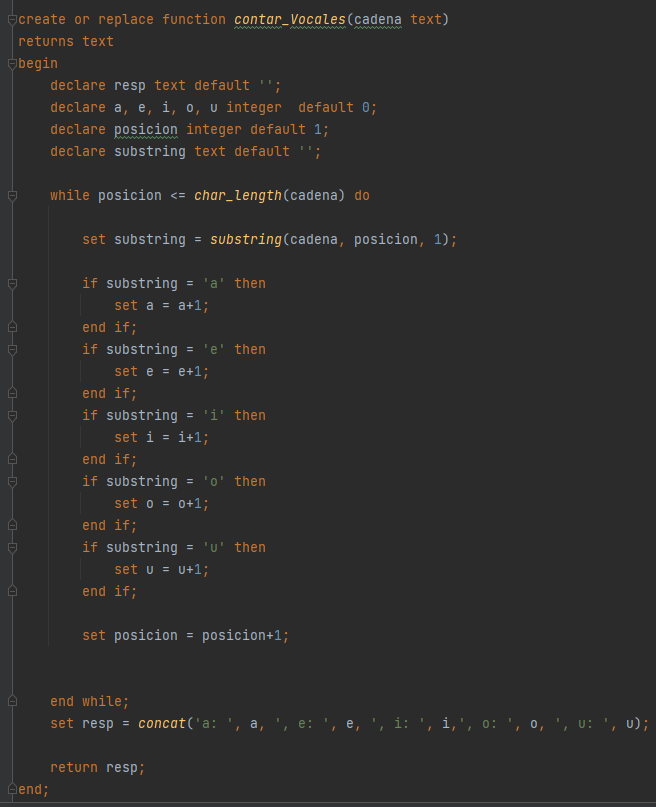 create or replace function contar_Vocales(cadena text)
returns text
begin
    declare resp text default '';
    declare a, e, i, o, u integer  default 0;
    declare posicion integer default 1;
    declare substring text default '';

    while posicion <= char_length(cadena) do

        set substring = substring(cadena, posicion, 1);

        if substring = 'a' then
            set a = a+1;
        end if;
        if substring = 'e' then
            set e = e+1;
        end if;
        if substring = 'i' then
            set i = i+1;
        end if;
        if substring = 'o' then
            set o = o+1;
        end if;
        if substring = 'u' then
            set u = u+1;
        end if;

        set posicion = posicion+1;


    end while;
    set resp = concat('a: ', a, ', e: ', e, ', i: ', i,', o: ', o, ', u: ', u);

    return resp;
end;